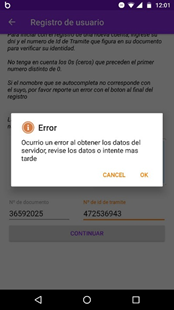 12:01
Registro de usuario
Para iniciar con el registro de una nueva cuenta, ingrese su
dni y el numero de Id de Tramite que figura en su documento
para verificar su identidad.
No tenga en cuenta los 0s (ceros) que preceden el primer
numero distinto de 0.
Si el nombre que se autocompleta no corresponde con
el suyo, por favor reporte un error con el boton al final del
registro
Error
Ocurrio un error al obtener los datos del
servidor, revise los datos o intente mas
tarde
CANCEL
OK
N° de documento
N° de id de tramite
36592025
472536943
CONTINUAR